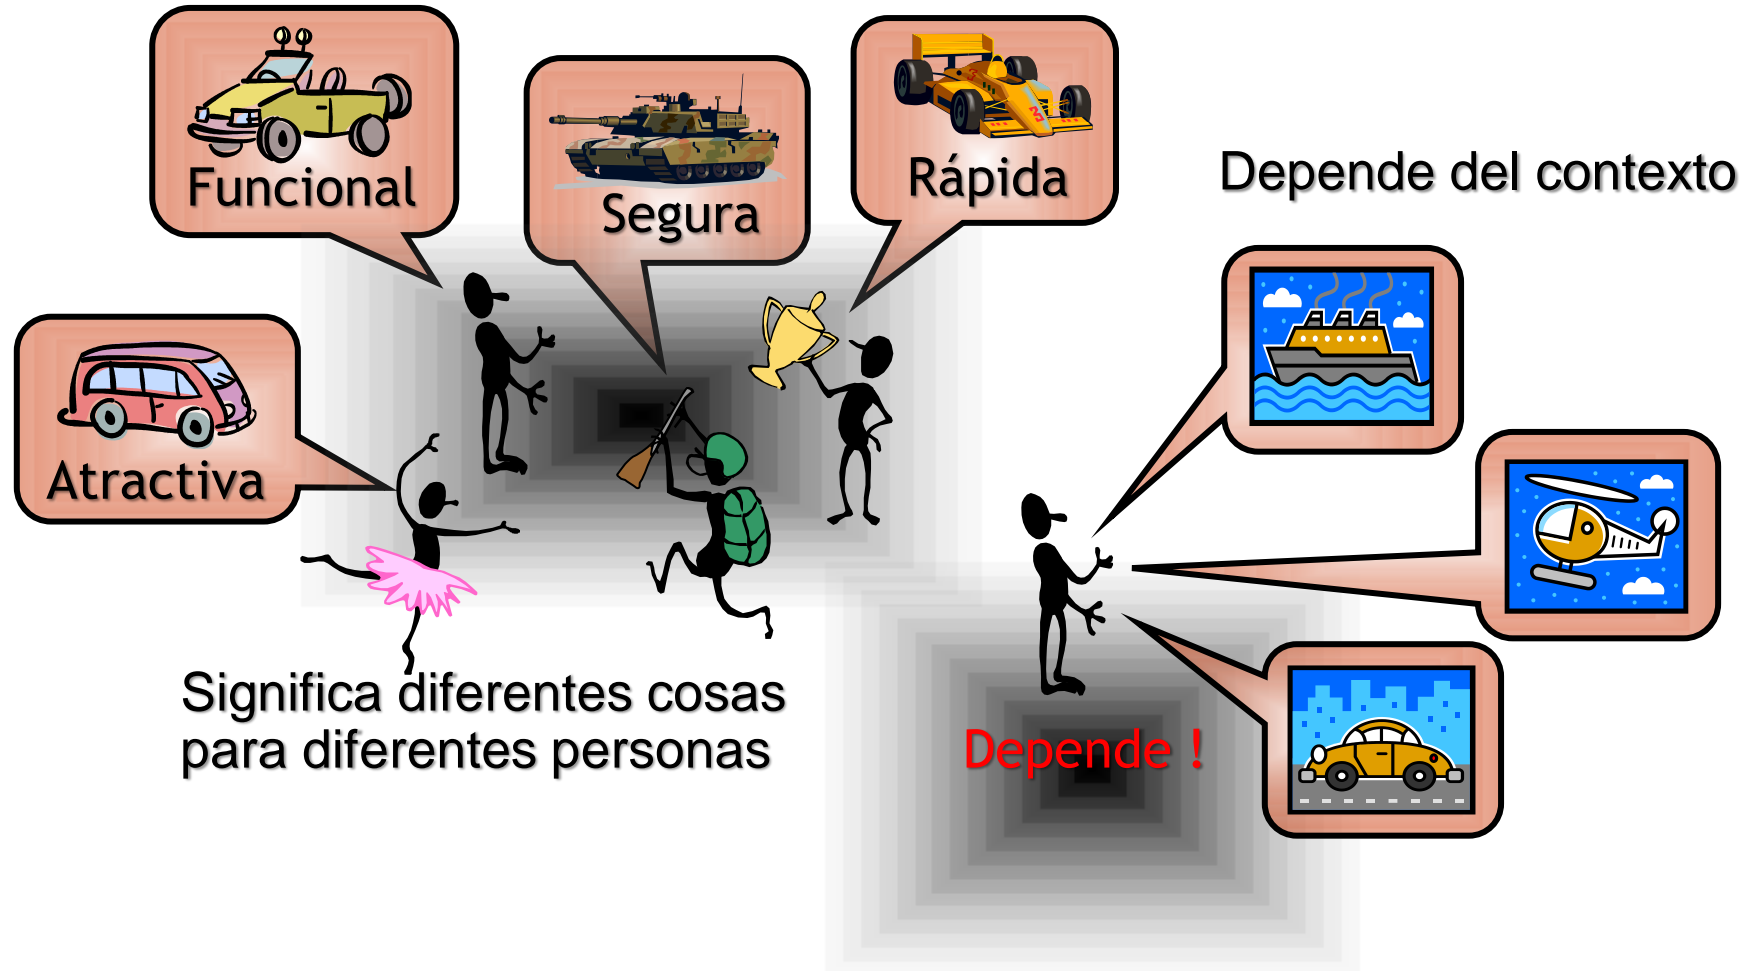 Funcional
Segura
Rápida
Depende del contexto
Atractiva
Significa diferentes cosas
para diferentes personas
Depende !